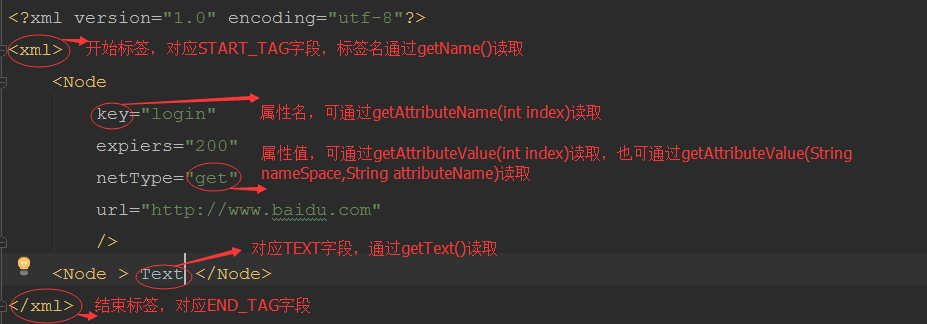 <?xml version="1.0" encoding="utf-8"?>
<xml> 开始标签，对应START_TAG字段，标签名通过getName()读取
<Node
key="login" 属性名，可通过getAttributeName(int index)读取
expiers="200"
属性值，可通过getAttributeValue(int index)读取，也可通过getAttributeValue(String
netType="get" nameSpace,String attributeName)读取
url="http://www.baidu.com"
/> 对应TEXT字段，通过getText()读取
<Node > Text </Node>
</xml> 结束标签，对应END_TAG字段